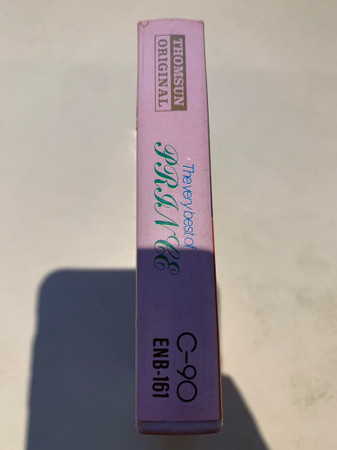 THOMSUN
ORIGINAL
The very best of
PRINCE
C-90
ENB-161